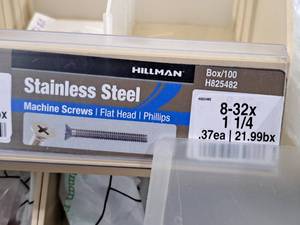 HILLMAN
Box/100
H825482
Stainless Steel
Machine Screws | Flat Head | Phillips
8-32x
1 1/4
.37ea | 21.99bx